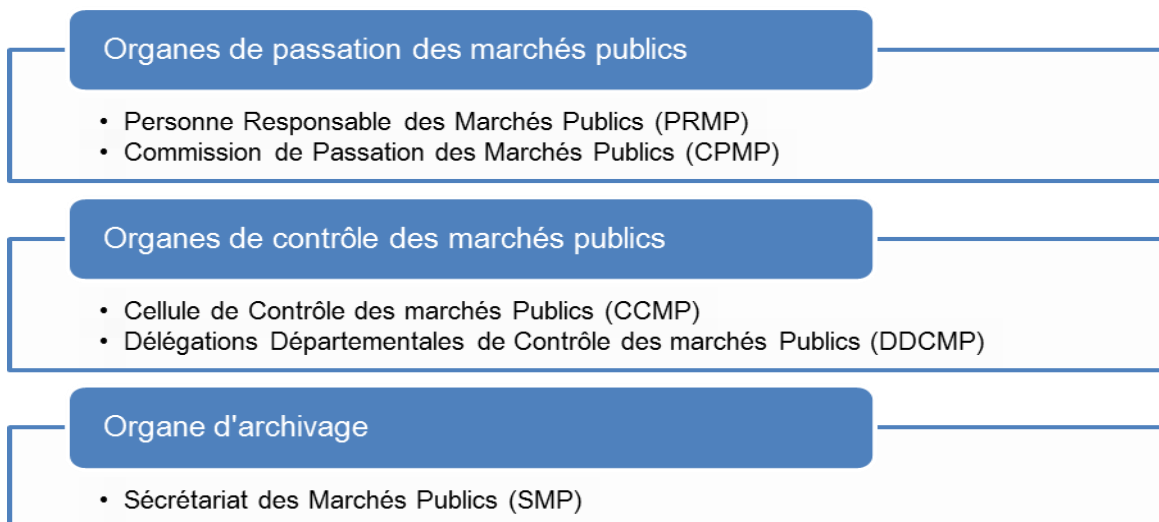 Organes de passation des marchés publics
• Personne Responsable des Marchés Publics (PRMP)
• Commission de Passation des Marchés Publics (CPMP)
Organes de contrôle des marchés publics
• Cellule de Contrôle des marchés Publics (CCMP)
• Délégations Départementales de Contrôle des marchés Publics (DDCMP)
Organe d'archivage
• Sécrétariat des Marchés Publics (SMP)